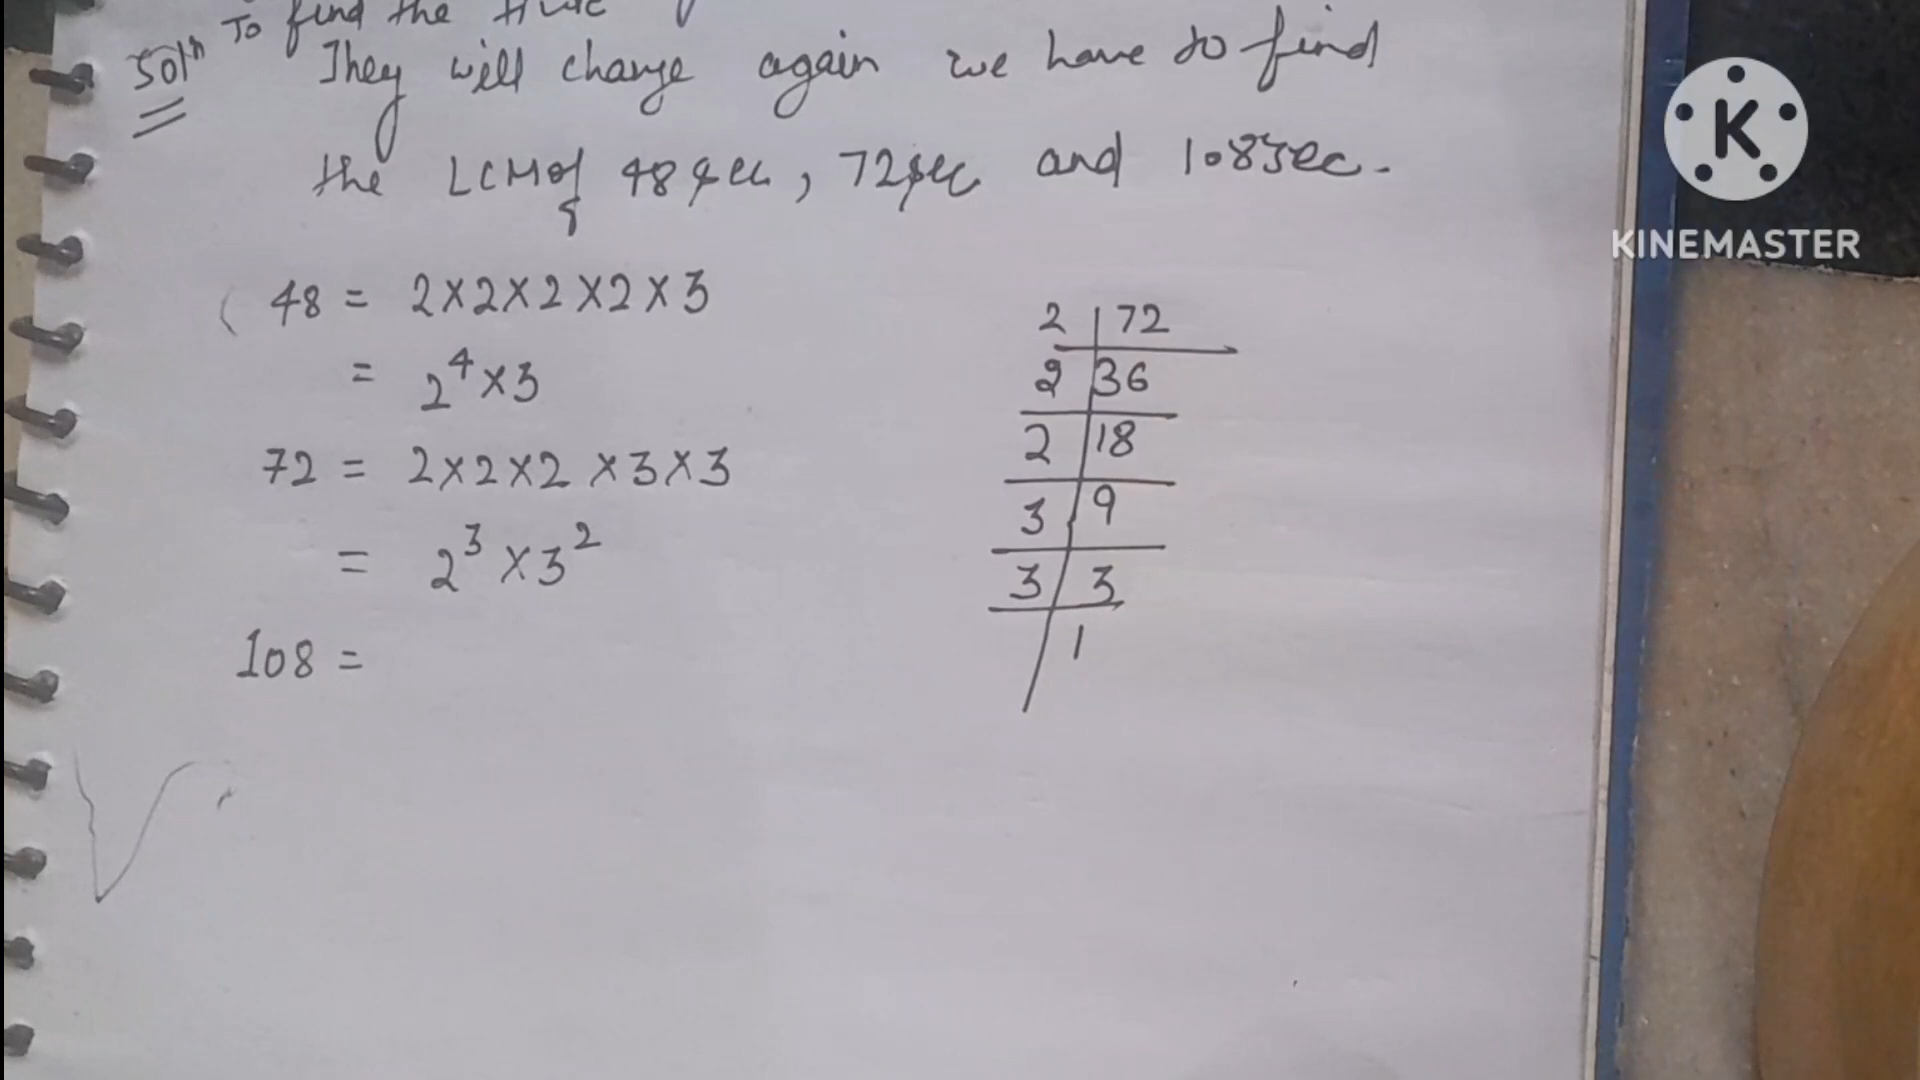 To find the time
Solⁿ They will change again we have to find
the LCM of 48 sec, 72 sec and 108 sec.
K
KINEMASTER
48 = 2×2×2×2×3
= 2⁴×3
72 = 2×2×2×3×3
= 2³×3²
108 =
2 | 72
2 | 36
2 | 18
3 | 9
3 | 3
1